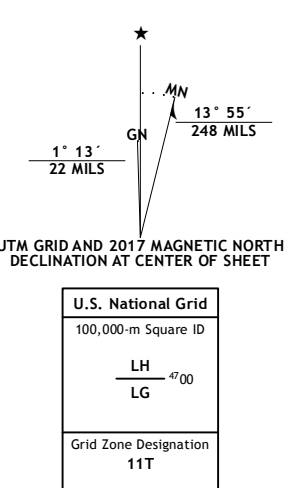 ★
MN
13° 55´
248 MILS
GN
1° 13´
22 MILS
UTM GRID AND 2017 MAGNETIC NORTH
DECLINATION AT CENTER OF SHEET
U.S. National Grid
100,000-m Square ID
LH
4700
LG
Grid Zone Designation
11T